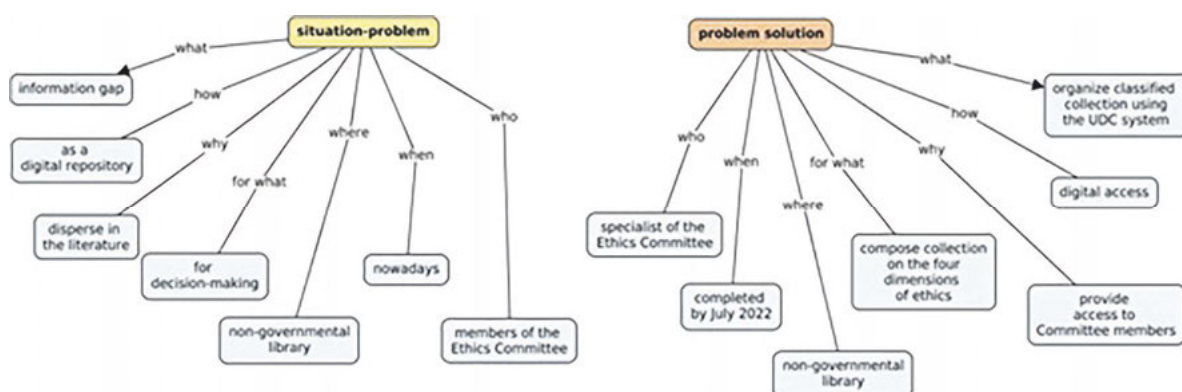 situation-problem
what
information gap
how
as a
digital repository
why
disperse in
the literature
for what
for
decision-making
where
non-governmental
library
when
nowadays
who
members of the
Ethics Committee
problem solution
what
organize classified
collection using
the UDC system
how
digital access
why
provide
access to
Committee members
for what
compose collection
on the four
dimensions
of ethics
where
non-governmental
library
when
completed
by July 2022
who
specialist of the
Ethics Committee